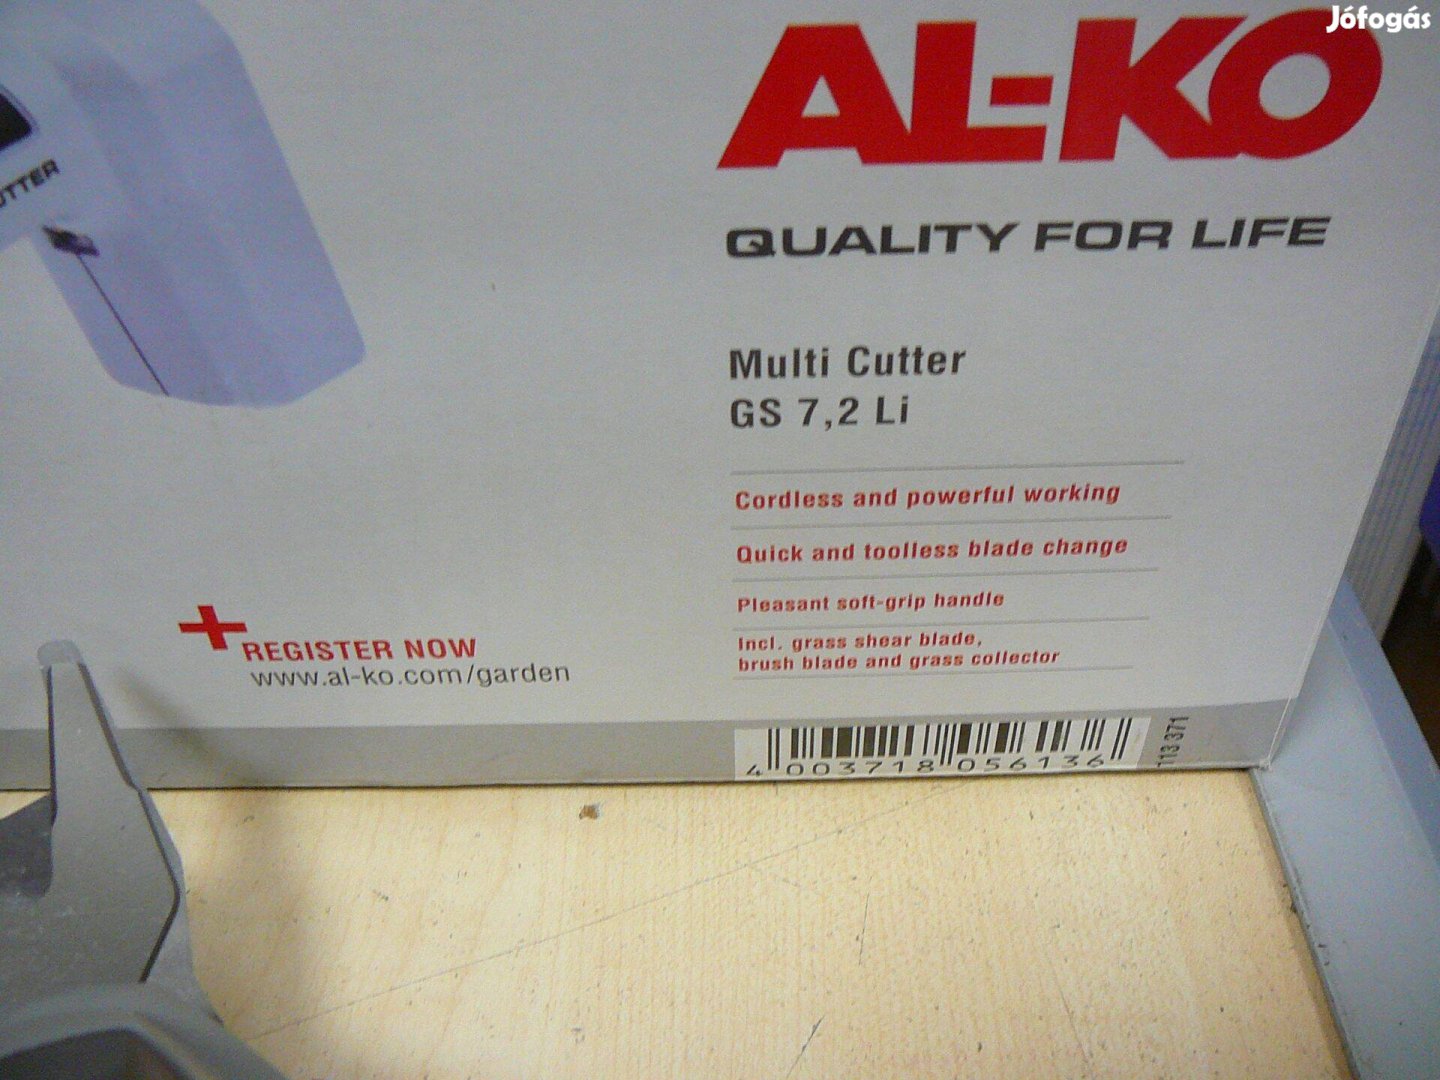 Jófogás
AL-KO
QUALITY FOR LIFE
Multi Cutter
GS 7,2 Li
Cordless and powerful working
Quick and toolless blade change
Pleasant soft-grip handle
Incl. grass shear blade,
brush blade and grass collector
REGISTER NOW
www.al-ko.com/garden
4 003718 056136
113 371
UTTER